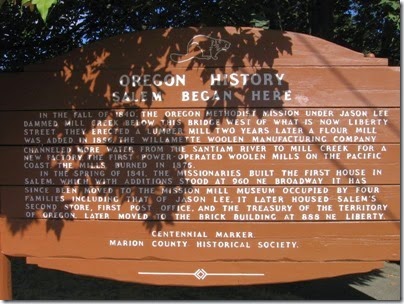 OREGON HISTORY
SALEM BEGAN HERE
IN THE FALL OF 1840, THE OREGON METHODIST MISSION UNDER JASON LEE
DAMMED MILL CREEK BELOW THIS BRIDGE WEST OF WHAT IS NOW LIBERTY
STREET. THEY ERECTED A LUMBER MILL TWO YEARS LATER A FLOUR MILL
WAS ADDED IN THE WILLAMETTE WOOLEN MANUFACTURING COMPANY
CHANNELED MORE WATER FROM THE SANTIAM RIVER TO MILL CREEK FOR A
NEW FACTORY THE FIRST POWER-OPERATED WOOLEN MILLS ON THE PACIFIC
COAST THE MILLS BURNED IN 1875.
IN THE SPRING OF 1841, THE MISSIONARIES BUILT THE FIRST HOUSE IN
SALEM, WHICH WITH ADDITIONS STOOD AT 960 NE BROADWAY IT HAS
SINCE BEEN MOVED TO THE MISSION MILL MUSEUM OCCUPIED BY FOUR
FAMILIES INCLUDING THAT OF JASON LEE, IT LATER HOUSED SALEM'S
SECOND STORE, FIRST POST OFFICE, AND THE TREASURY OF THE TERRITORY
OF OREGON. LATER MOVED TO THE BRICK BUILDING AT 888 NE LIBERTY.
CENTENNIAL MARKER
MARION COUNTY HISTORICAL SOCIETY.